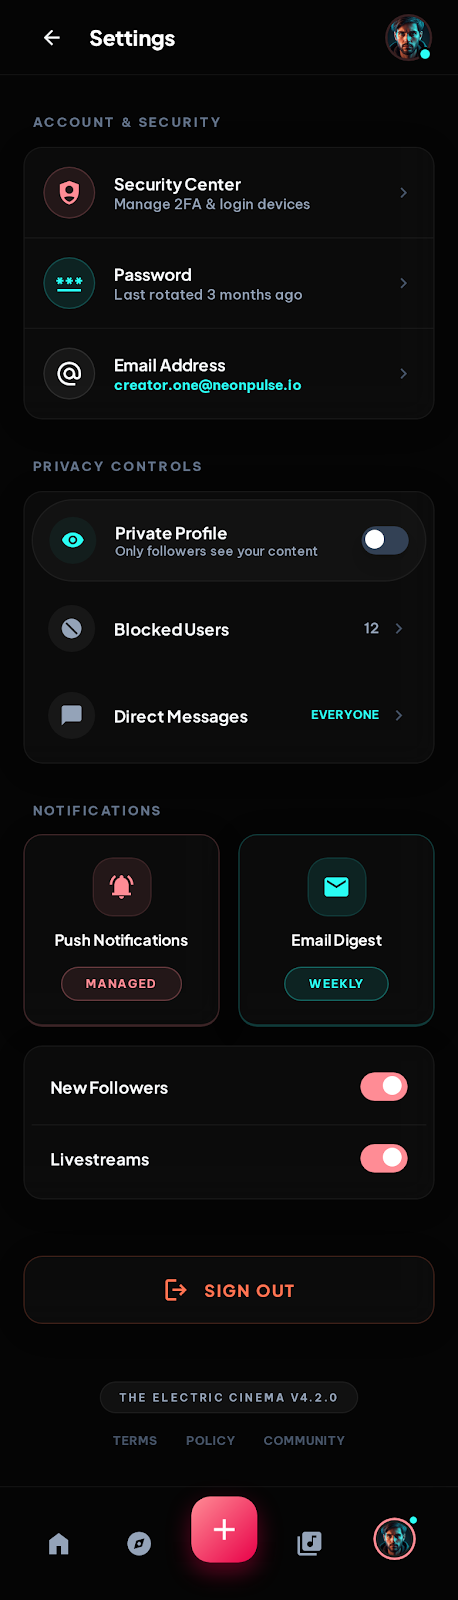 Settings
ACCOUNT & SECURITY
Security Center
Manage 2FA & login devices
Password
Last rotated 3 months ago
Email Address
creator.one@neonpulse.io
PRIVACY CONTROLS
Private Profile
Only followers see your content
Blocked Users 12
Direct Messages EVERYONE
NOTIFICATIONS
Push Notifications Email Digest
MANAGED WEEKLY
New Followers
Livestreams
SIGN OUT
THE ELECTRIC CINEMA V4.2.0
TERMS POLICY COMMUNITY